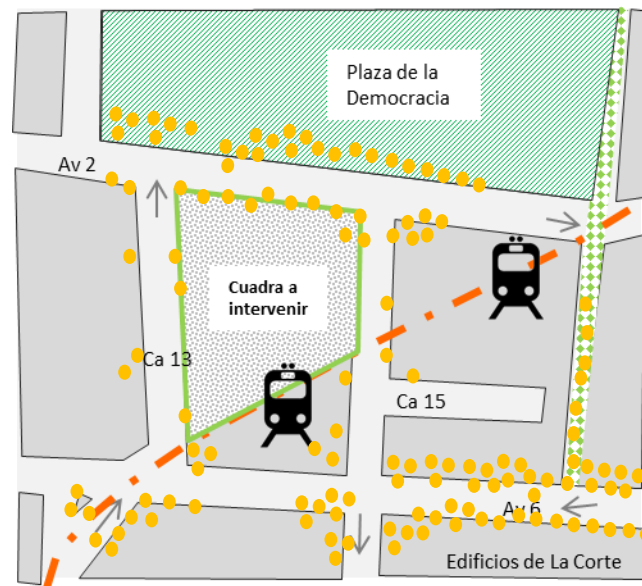 Plaza de la
Democracia
Av 2
Cuadra a
intervenir
Ca 13
Ca 15
Av 6
Edificios de La Corte